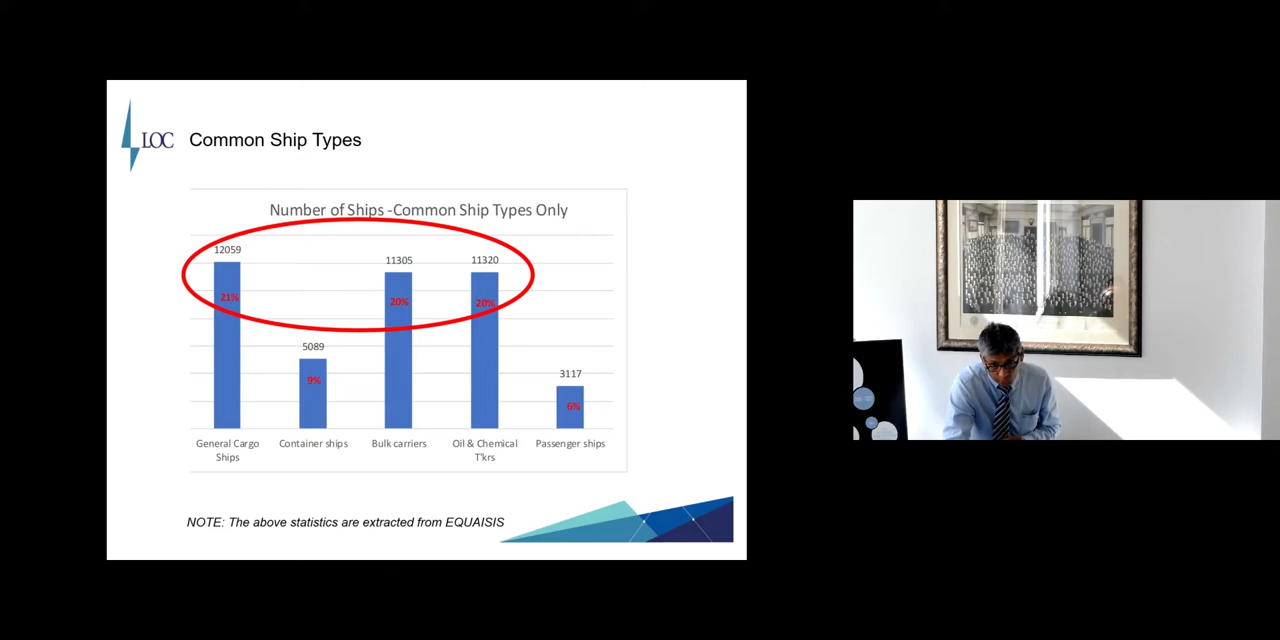 LOC
Common Ship Types
Number of Ships -Common Ship Types Only
12059
11305
11320
21%
20%
20%
5089
9%
3117
6%
General Cargo
Ships
Container ships
Bulk carriers
Oil & Chemical
T'krs
Passenger ships
NOTE: The above statistics are extracted from EQUAISIS